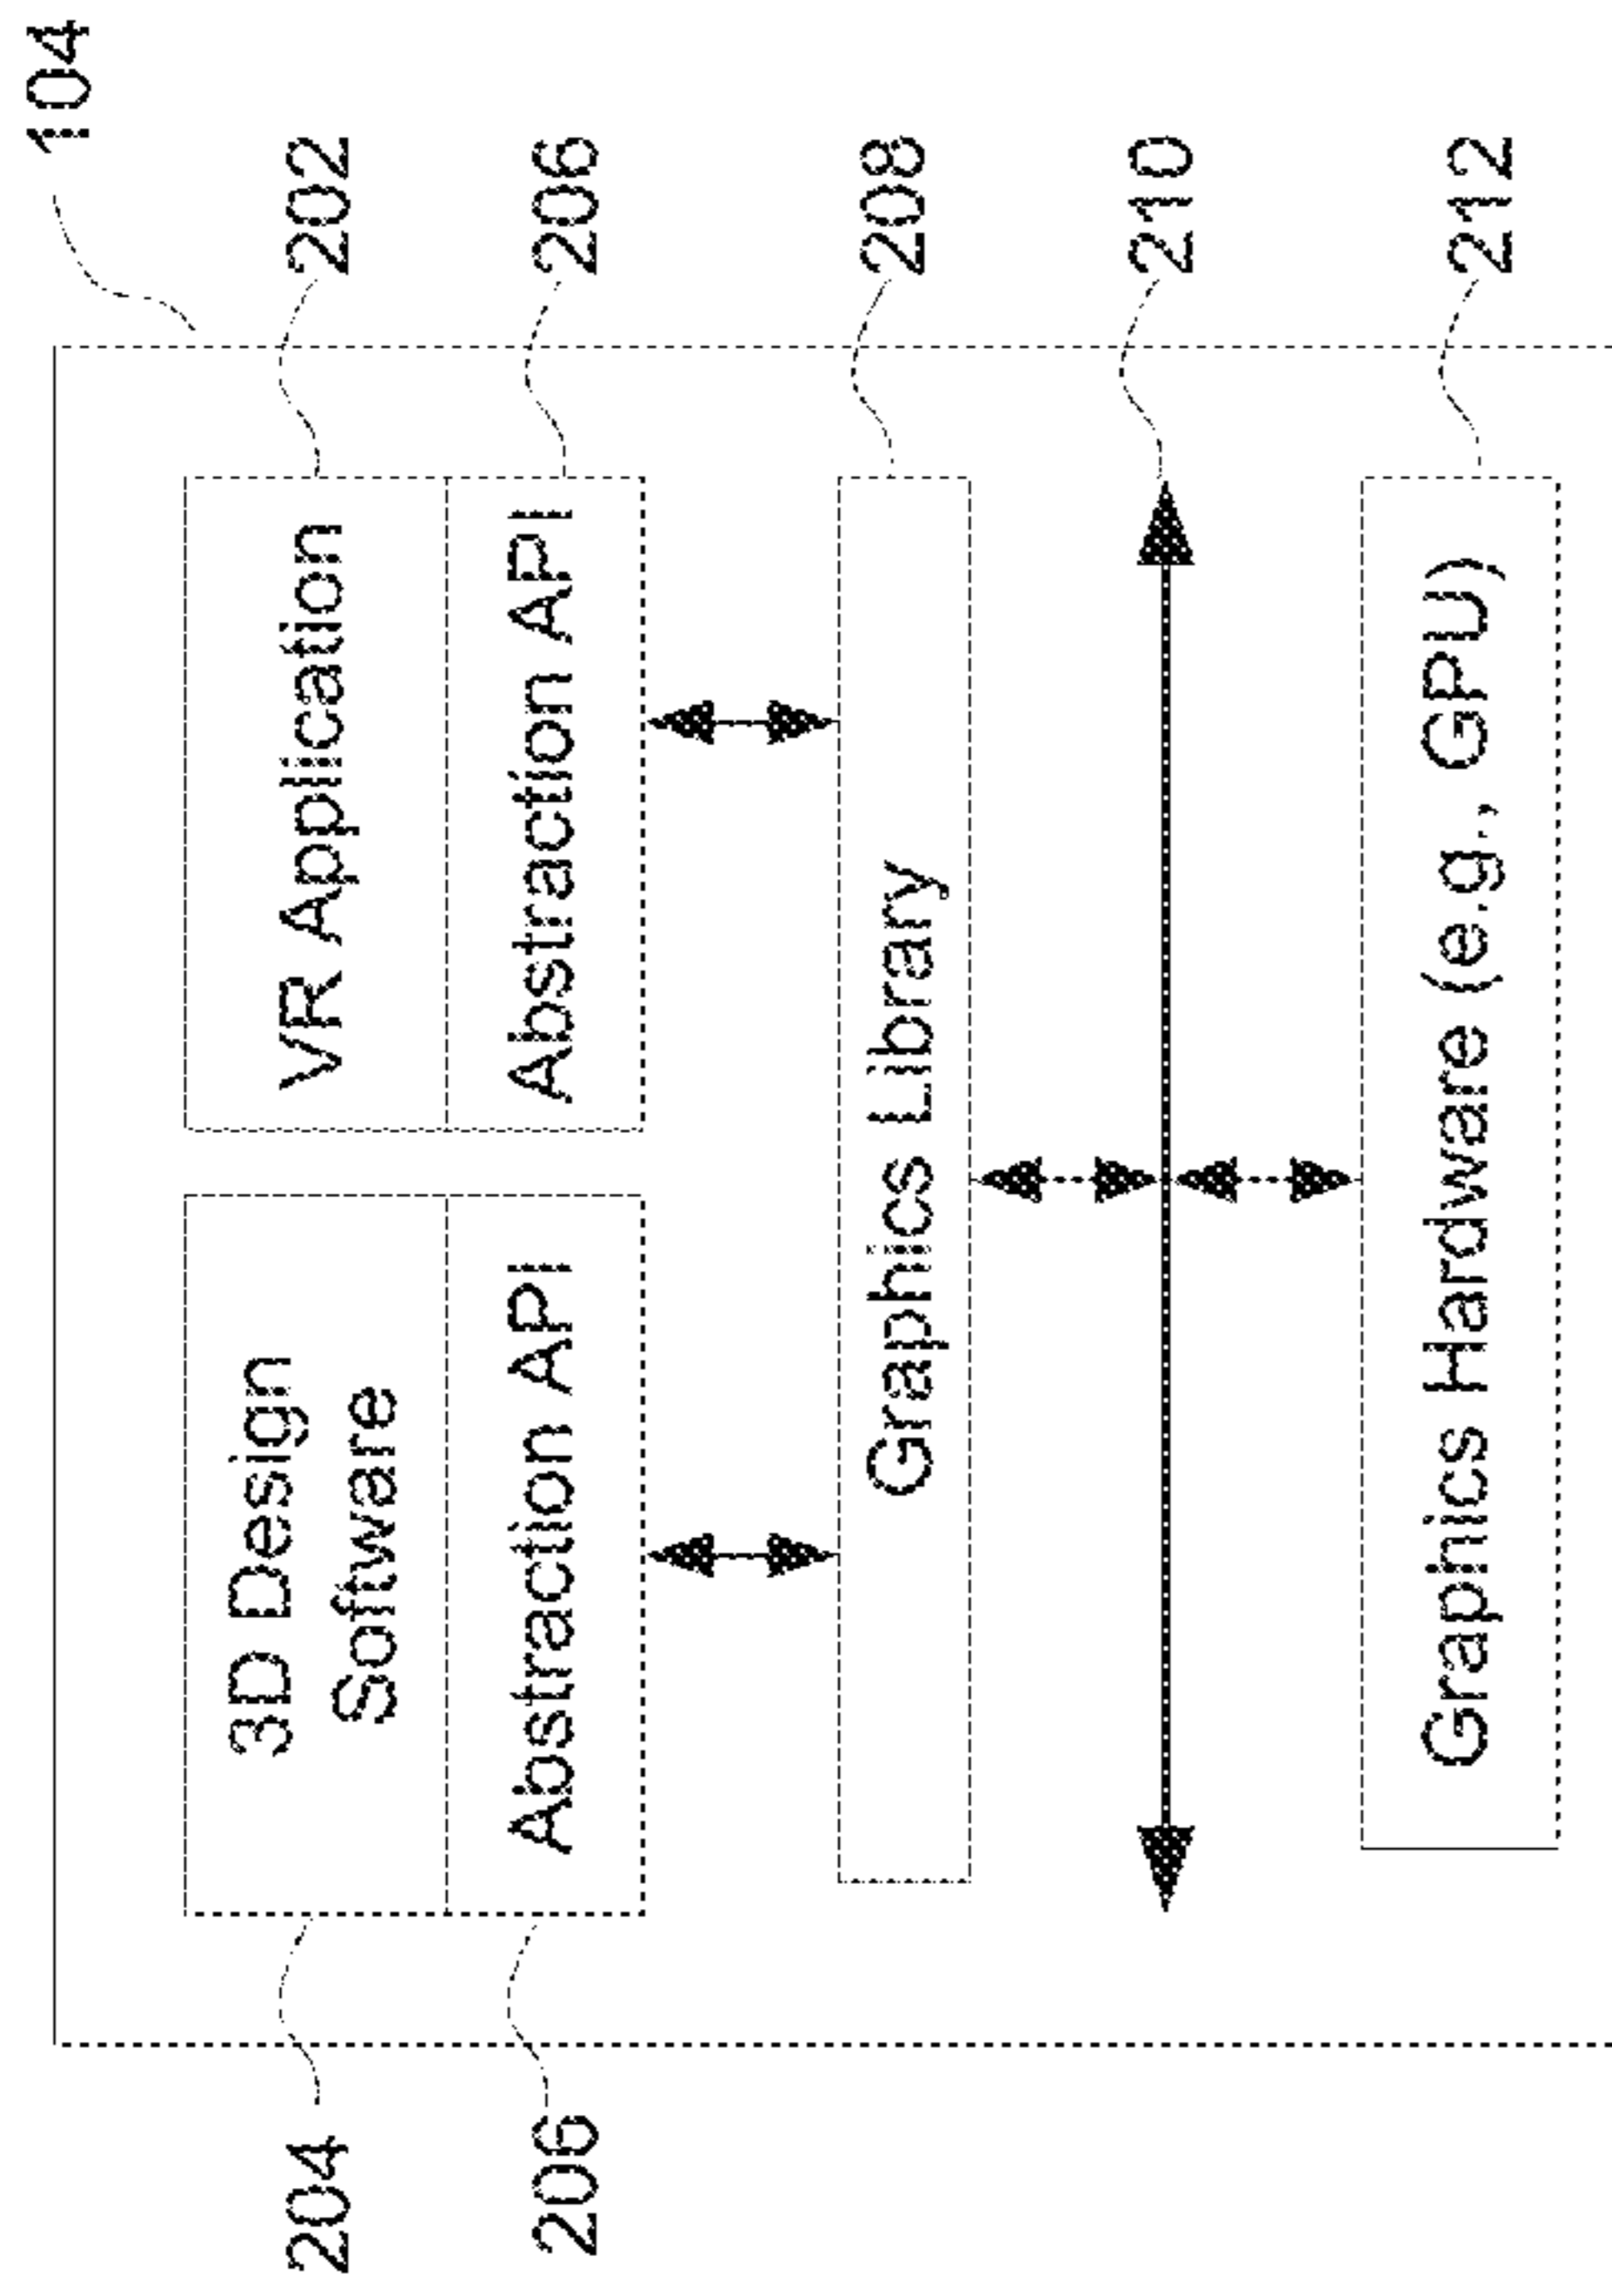 104
204
3D Design
Software
VR Application
202
206
Abstraction API
Abstraction API
206
Graphics Library
208
210
Graphics Hardware (e.g., GPU)
212